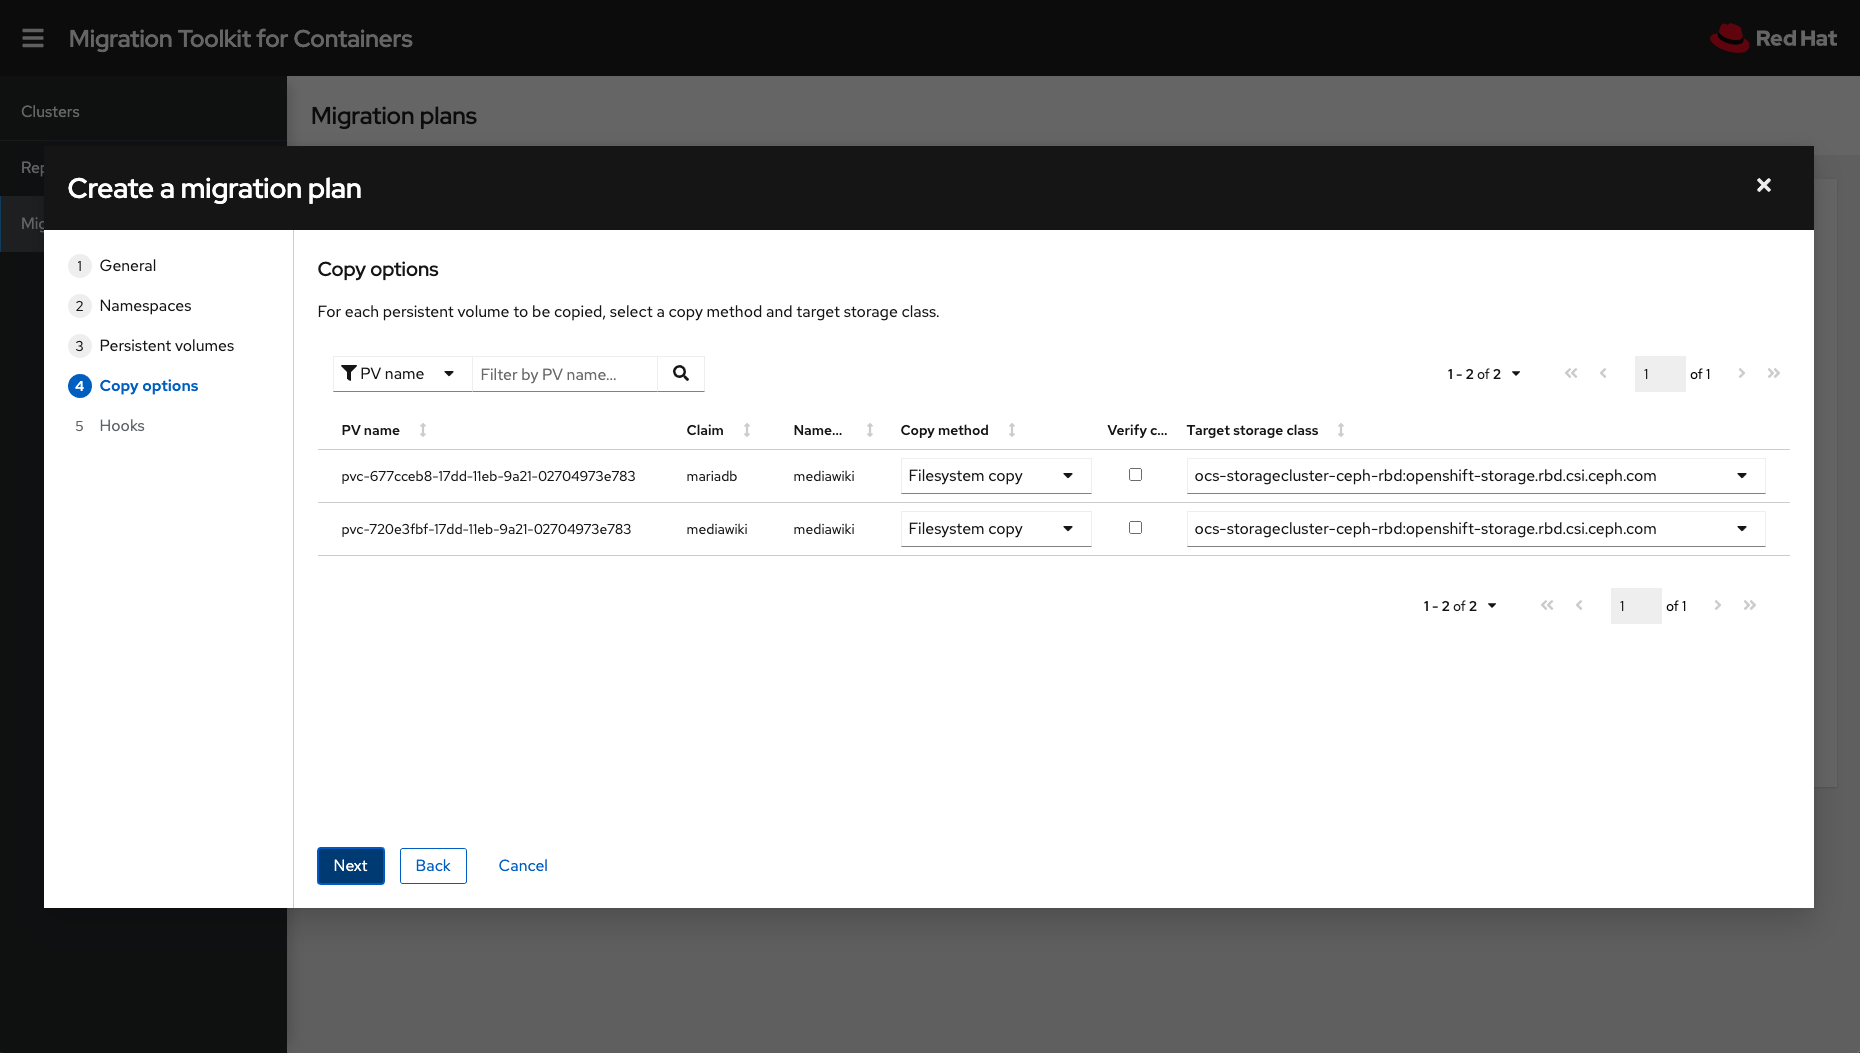 Migration Toolkit for Containers
Red Hat
Clusters
Migration plans
Rep
Mig
Create a migration plan
1 General
2 Namespaces
3 Persistent volumes
4 Copy options
5 Hooks
Copy options
For each persistent volume to be copied, select a copy method and target storage class.
PV name Filter by PV name... 1 - 2 of 2 1 of 1
PV name Claim Name... Copy method Verify c... Target storage class
pvc-677cceb8-17dd-11eb-9a21-02704973e783 mariadb mediawiki Filesystem copy ocs-storagecluster-ceph-rbd:openshift-storage.rbd.csi.ceph.com
pvc-720e3fbf-17dd-11eb-9a21-02704973e783 mediawiki mediawiki Filesystem copy ocs-storagecluster-ceph-rbd:openshift-storage.rbd.csi.ceph.com
1 - 2 of 2 1 of 1
Next Back Cancel